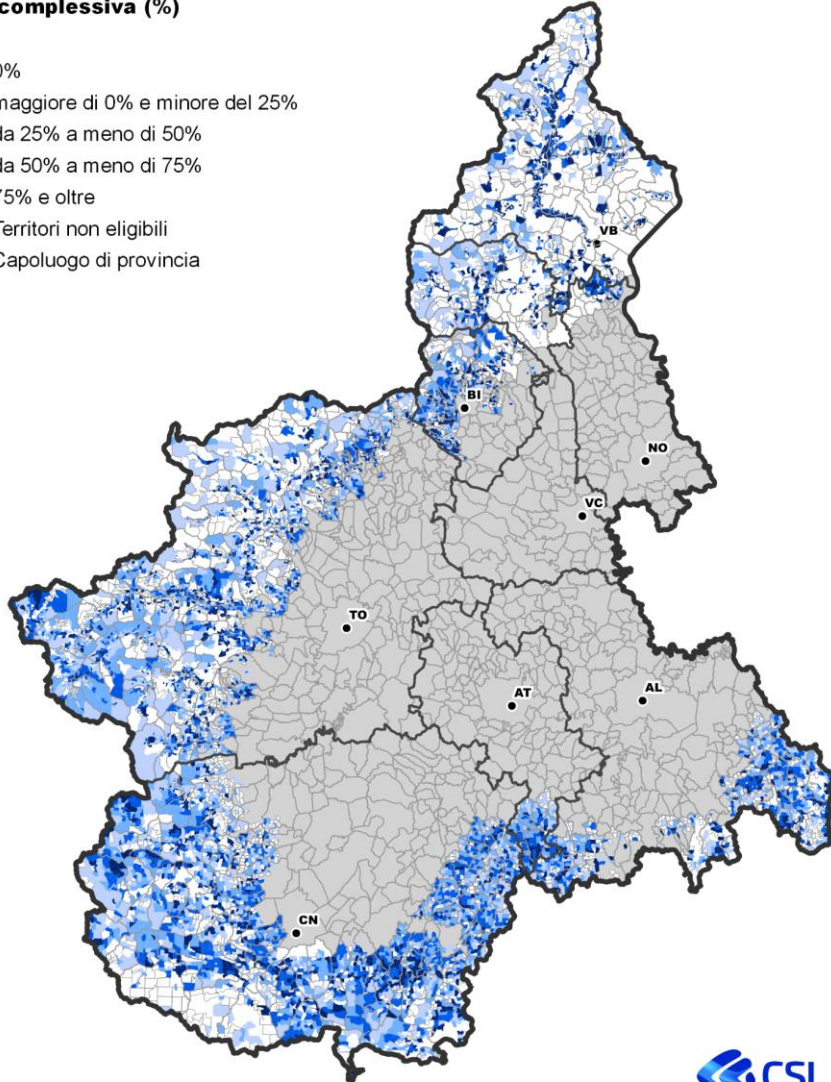 complessiva (%)
0%
maggiore di 0% e minore del 25%
da 25% a meno di 50%
da 50% a meno di 75%
75% e oltre
Territori non eligibili
Capoluogo di provincia
VB
BI
NO
VC
TO
AT
AL
CN
CSI